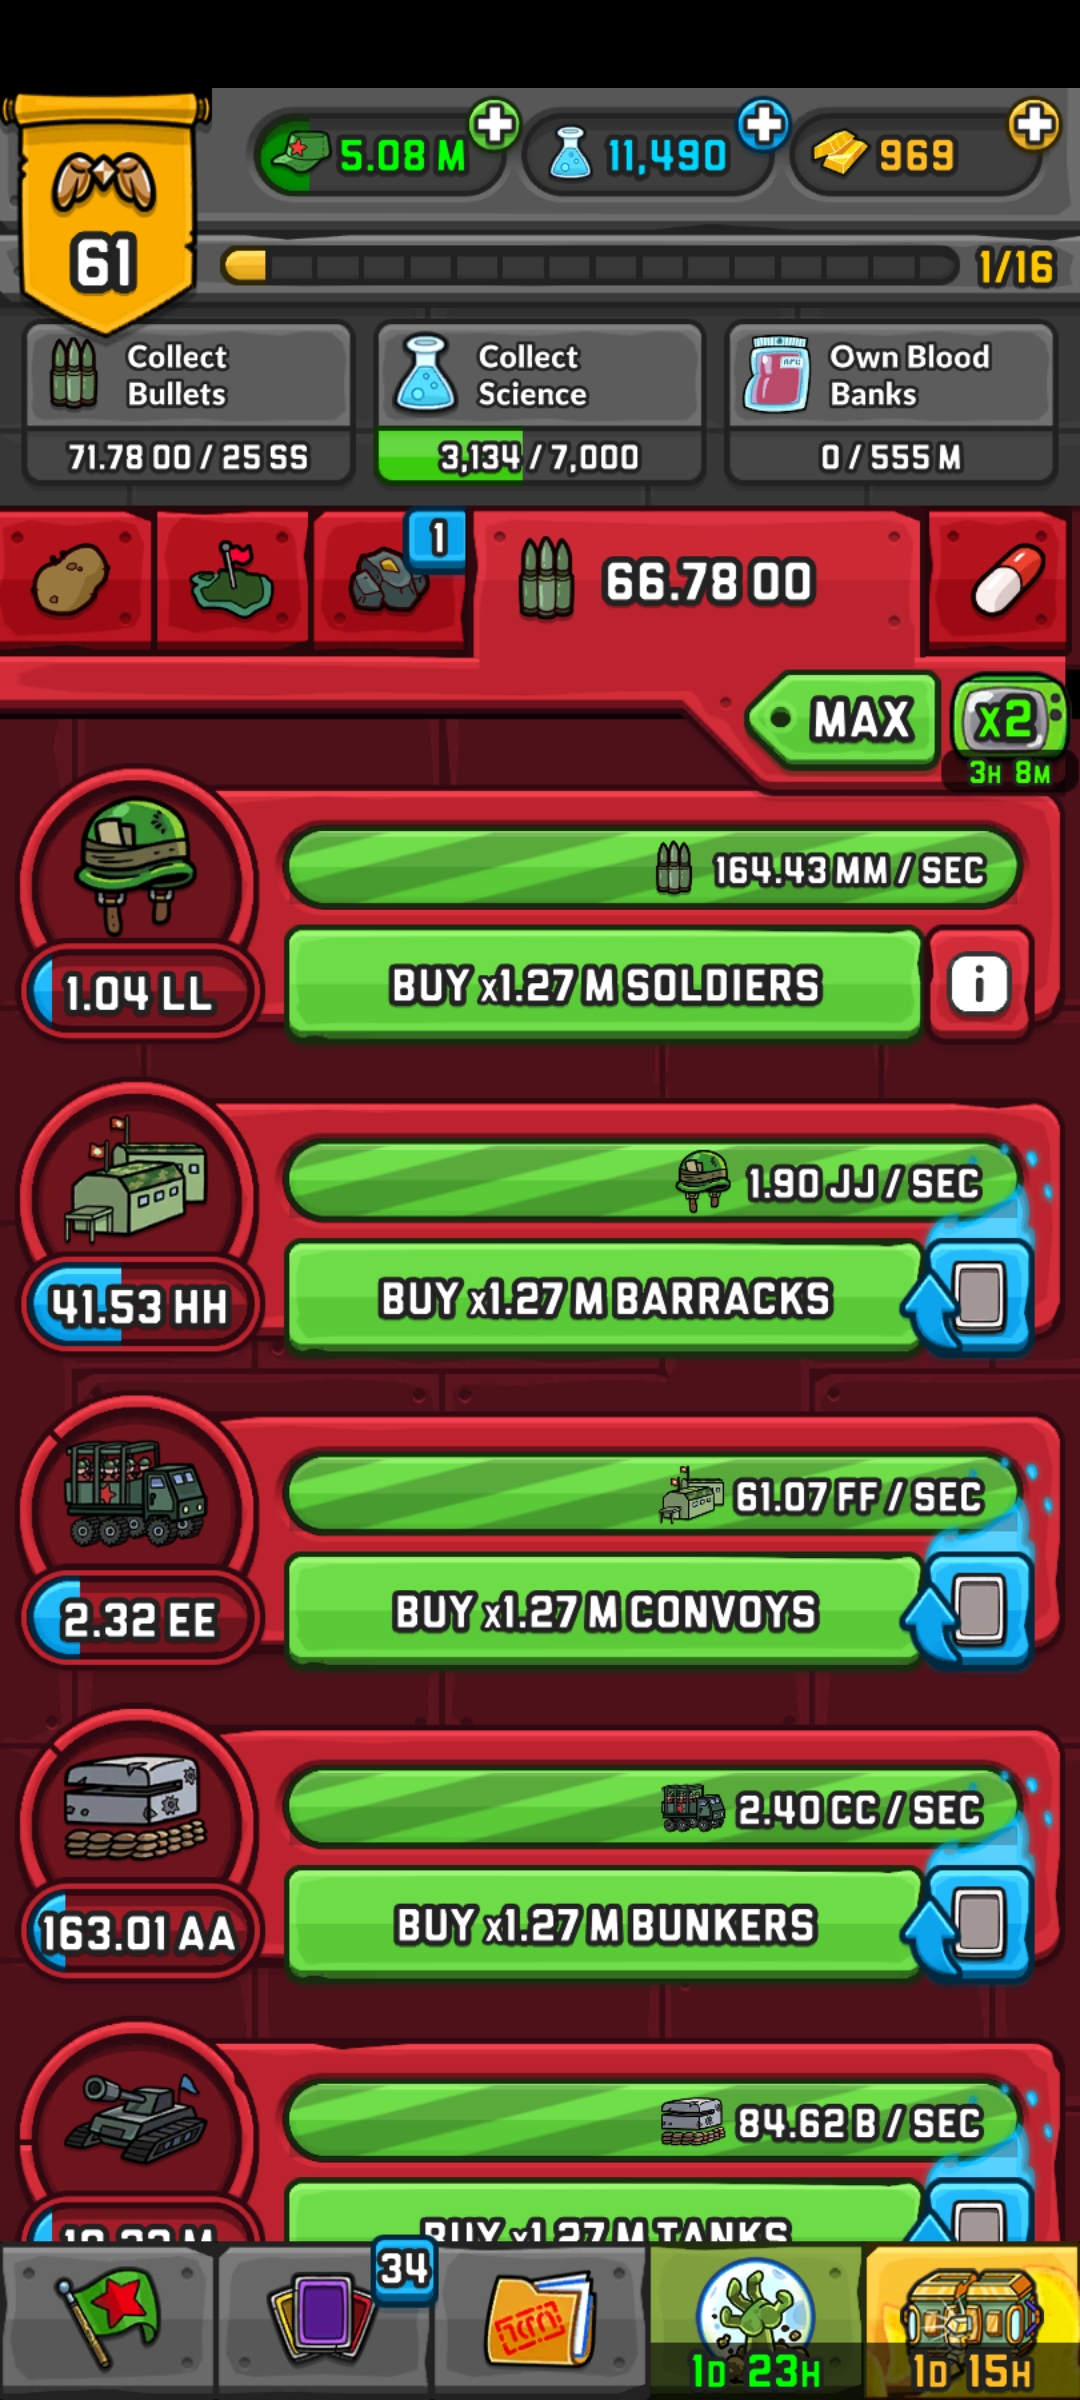 5.08 M
11,490
969
61
1/16
Collect
Bullets
71.78 OO / 25 SS
Collect
Science
3,134 / 7,000
Own Blood
Banks
0 / 555 M
1
66.78 OO
MAX
x2
3H 8M
164.43 MM / SEC
1.04 LL
BUY x1.27 M SOLDIERS
i
1.90 JJ / SEC
41.53 HH
BUY x1.27 M BARRACKS
61.07 FF / SEC
2.32 EE
BUY x1.27 M CONVOYS
2.40 CC / SEC
163.01 AA
BUY x1.27 M BUNKERS
84.62 B / SEC
BUY x1.27 M TANKS
34
1D 23H
1D 15H